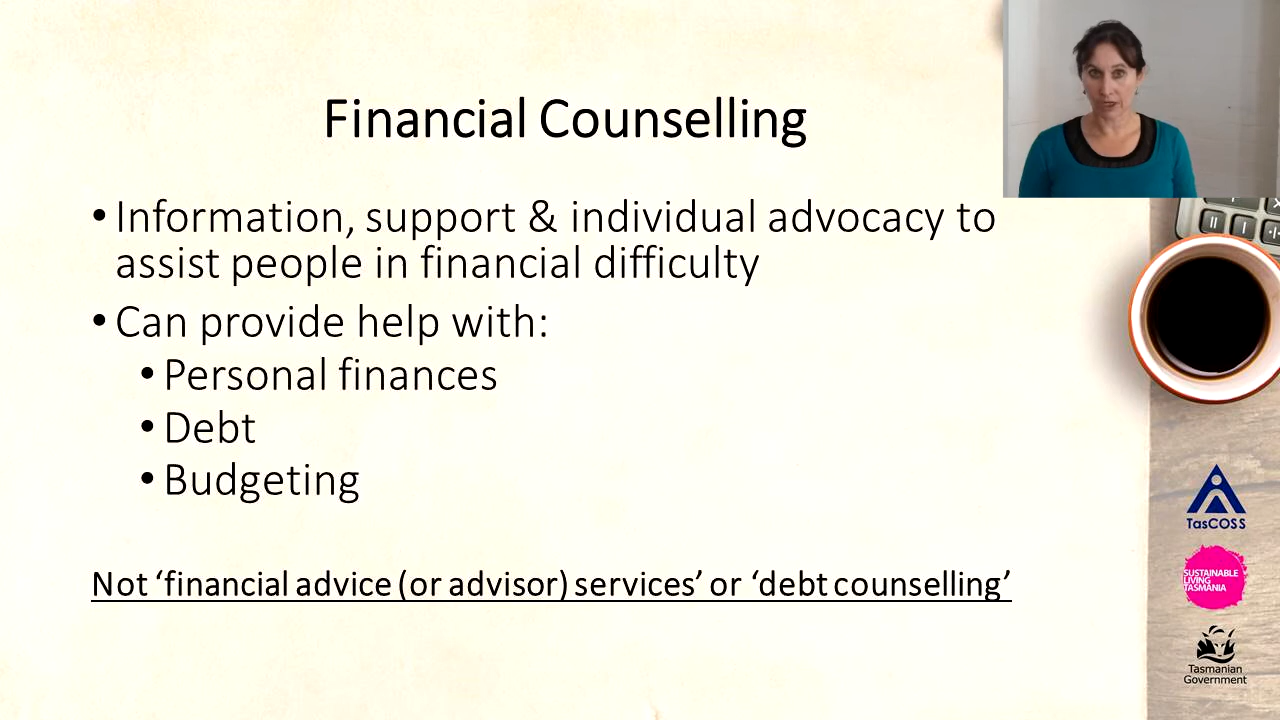 Financial Counselling
• Information, support & individual advocacy to
assist people in financial difficulty
• Can provide help with:
• Personal finances
• Debt
• Budgeting
Not ‘financial advice (or advisor) services’ or ‘debt counselling’
TasCOSS
SUSTAINABLE
LIVING
TASMANIA
Tasmanian
Government